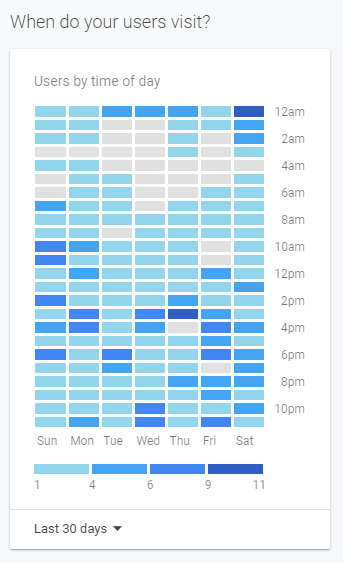 When do your users visit?
Users by time of day
12am
2am
4am
6am
8am
10am
12pm
2pm
4pm
6pm
8pm
10pm
Sun Mon Tue Wed Thu Fri Sat
1 4 6 9 11
Last 30 days